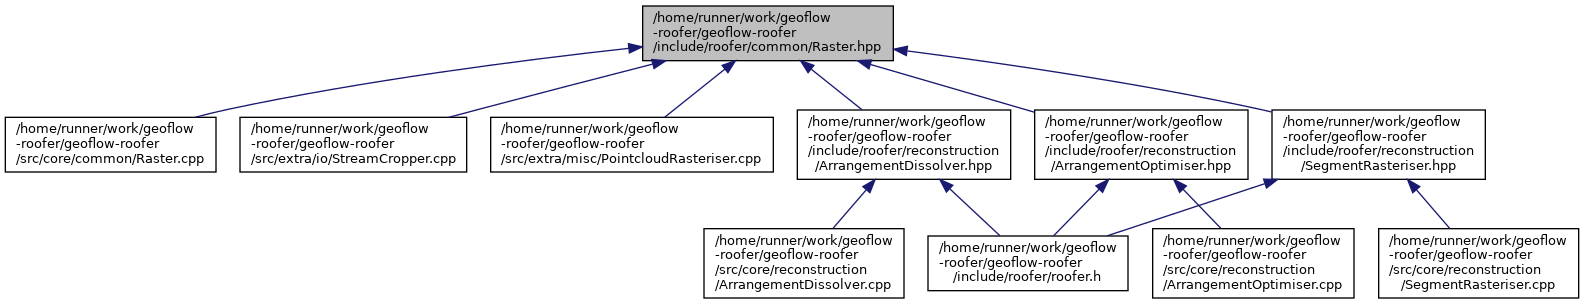 /home/runner/work/geoflow
-roofer/geoflow-roofer
/include/roofer/common/Raster.hpp
/home/runner/work/geoflow
-roofer/geoflow-roofer
/src/core/common/Raster.cpp
/home/runner/work/geoflow
-roofer/geoflow-roofer
/src/extra/io/StreamCropper.cpp
/home/runner/work/geoflow
-roofer/geoflow-roofer
/src/extra/misc/PointcloudRasteriser.cpp
/home/runner/work/geoflow
-roofer/geoflow-roofer
/include/roofer/reconstruction
/ArrangementDissolver.hpp
/home/runner/work/geoflow
-roofer/geoflow-roofer
/include/roofer/reconstruction
/ArrangementOptimiser.hpp
/home/runner/work/geoflow
-roofer/geoflow-roofer
/include/roofer/reconstruction
/SegmentRasteriser.hpp
/home/runner/work/geoflow
-roofer/geoflow-roofer
/src/core/reconstruction
/ArrangementDissolver.cpp
/home/runner/work/geoflow
-roofer/geoflow-roofer
/include/roofer/roofer.h
/home/runner/work/geoflow
-roofer/geoflow-roofer
/src/core/reconstruction
/ArrangementOptimiser.cpp
/home/runner/work/geoflow
-roofer/geoflow-roofer
/src/core/reconstruction
/SegmentRasteriser.cpp